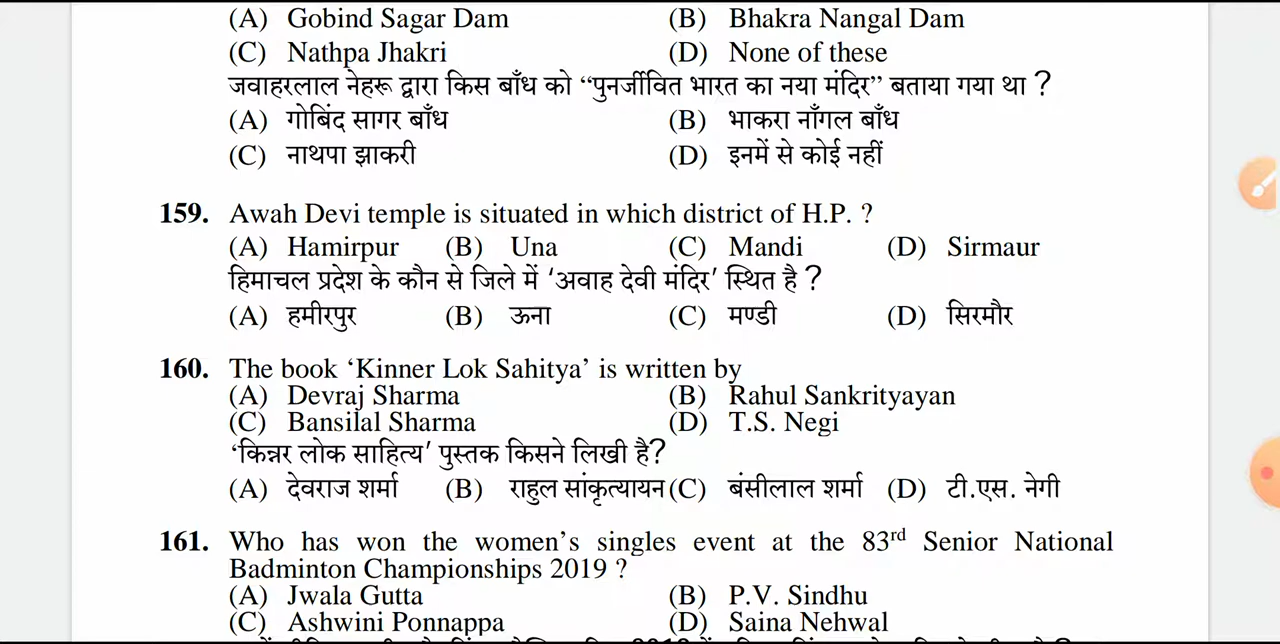 (A) Gobind Sagar Dam (B) Bhakra Nangal Dam
(C) Nathpa Jhakri (D) None of these
जवाहरलाल नेहरू द्वारा किस बाँध को “पुनर्जीवित भारत का नया मंदिर” बताया गया था ?
(A) गोबिंद सागर बाँध (B) भाकरा नाँगल बाँध
(C) नाथपा झाकरी (D) इनमें से कोई नहीं
159. Awah Devi temple is situated in which district of H.P. ?
(A) Hamirpur (B) Una (C) Mandi (D) Sirmaur
हिमाचल प्रदेश के कौन से जिले में ‘अवाह देवी मंदिर’ स्थित है ?
(A) हमीरपुर (B) ऊना (C) मण्डी (D) सिरमौर
160. The book ‘Kinner Lok Sahitya’ is written by
(A) Devraj Sharma (B) Rahul Sankrityayan
(C) Bansilal Sharma (D) T.S. Negi
‘किन्नर लोक साहित्य’ पुस्तक किसने लिखी है?
(A) देवराज शर्मा (B) राहुल सांकृत्यायन (C) बंसीलाल शर्मा (D) टी.एस. नेगी
161. Who has won the women’s singles event at the 83rd Senior National
Badminton Championships 2019 ?
(A) Jwala Gutta (B) P.V. Sindhu
(C) Ashwini Ponnappa (D) Saina Nehwal